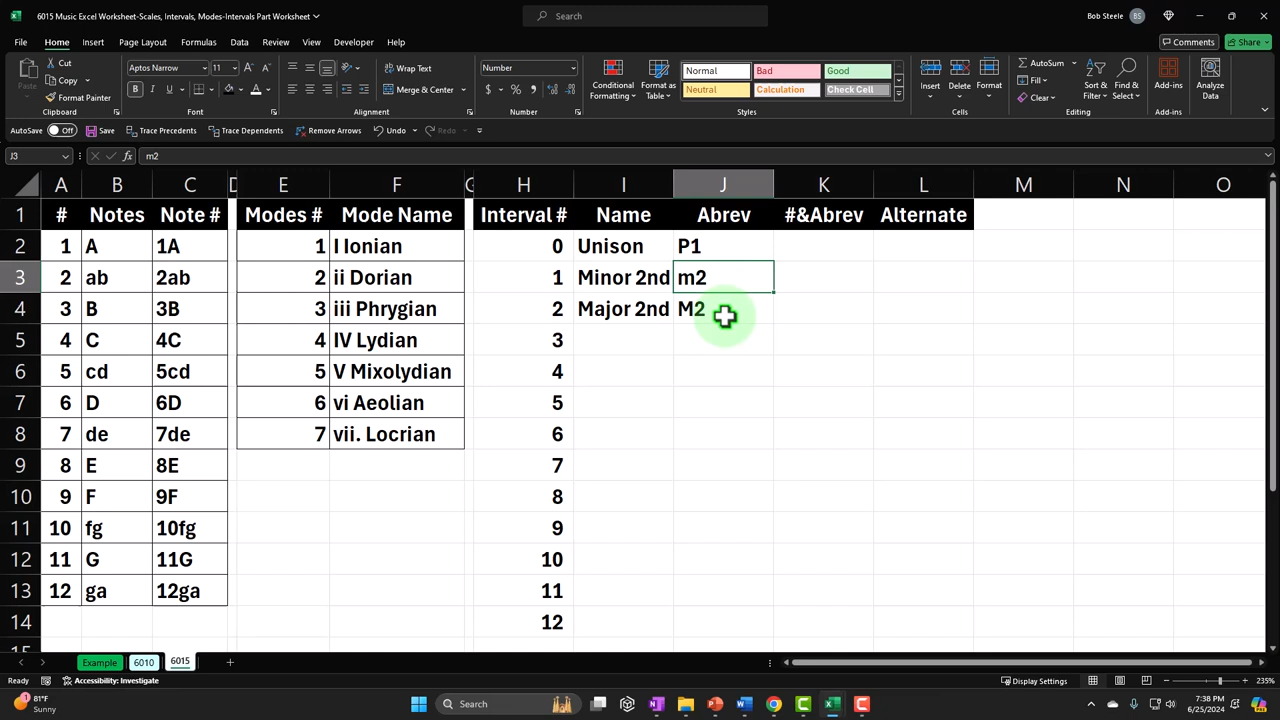 6015 Music Excel Worksheet-Scales, Intervals, Modes-Intervals Part Worksheet
Search
Bob Steele
BS
File Home Insert Page Layout Formulas Data Review View Developer Help
Comments
Share
Paste
Cut
Copy
Format Painter
Clipboard
Aptos Narrow 11
B I U
Font
Wrap Text
Merge & Center
Alignment
Number
$ % ,
Number
Conditional Formatting
Format as Table
Normal Bad Good
Neutral Calculation Check Cell
Styles
Insert Delete Format
Cells
AutoSum
Fill
Clear
Sort & Filter
Find & Select
Editing
Add-ins
Add-ins
Analyze Data
AutoSave Off Save Trace Precedents Trace Dependents Remove Arrows Undo Redo
J3 fx m2
A B C D E F G H I J K L M N O
1 # Notes Note # Modes # Mode Name Interval # Name Abrev #&Abrev Alternate
2 1 A 1A 1 I Ionian 0 Unison P1
3 2 ab 2ab 2 ii Dorian 1 Minor 2nd m2
4 3 B 3B 3 iii Phrygian 2 Major 2nd M2
5 4 C 4C 4 IV Lydian 3
6 5 cd 5cd 5 V Mixolydian 4
7 6 D 6D 6 vi Aeolian 5
8 7 de 7de 7 vii. Locrian 6
9 8 E 8E 7
10 9 F 9F 8
11 10 fg 10fg 9
12 11 G 11G 10
13 12 ga 12ga 11
14 12
15
Example 6010 6015
Ready Accessibility: Investigate Display Settings 235%
81°F
Sunny
Search
7:38 PM
6/25/2024